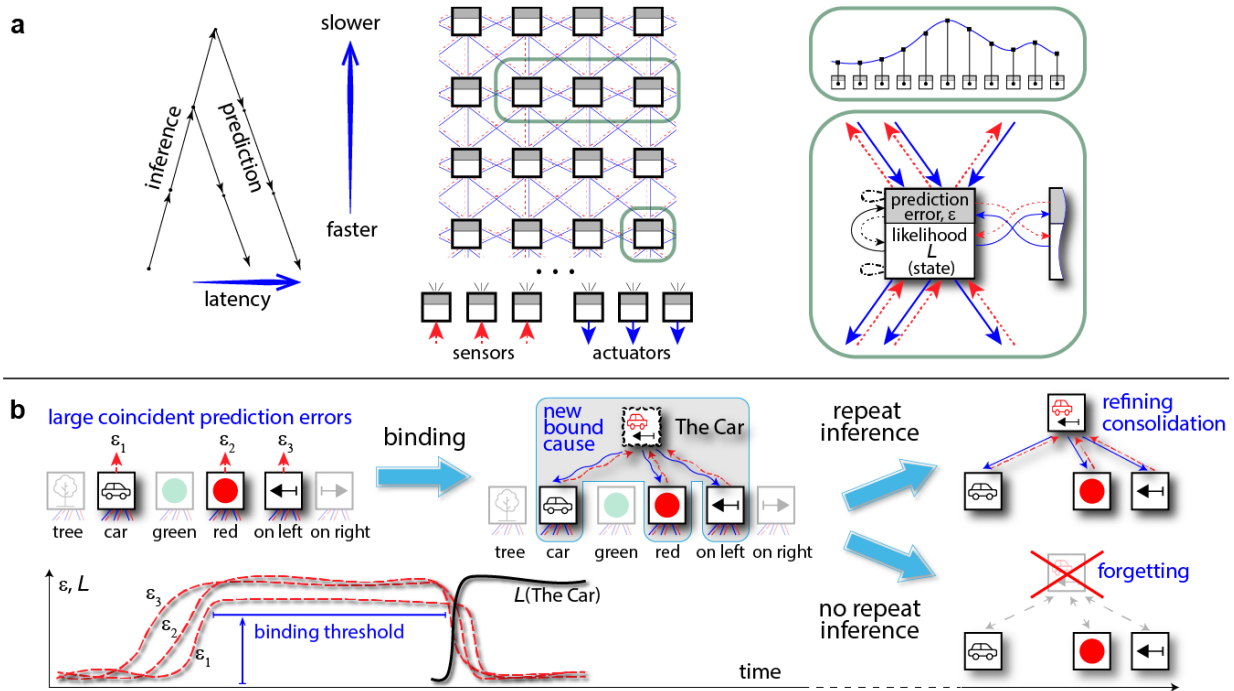 a
slower
faster
inference
prediction
latency
...
sensors
actuators
prediction
error, ε
likelihood
L
(state)
b
large coincident prediction errors
ε1
ε2
ε3
tree
car
green
red
on left
on right
binding
new
bound
cause
The Car
tree
car
green
red
on left
on right
repeat
inference
refining
consolidation
no repeat
inference
forgetting
ε, L
ε3
ε2
ε1
binding threshold
L(The Car)
time